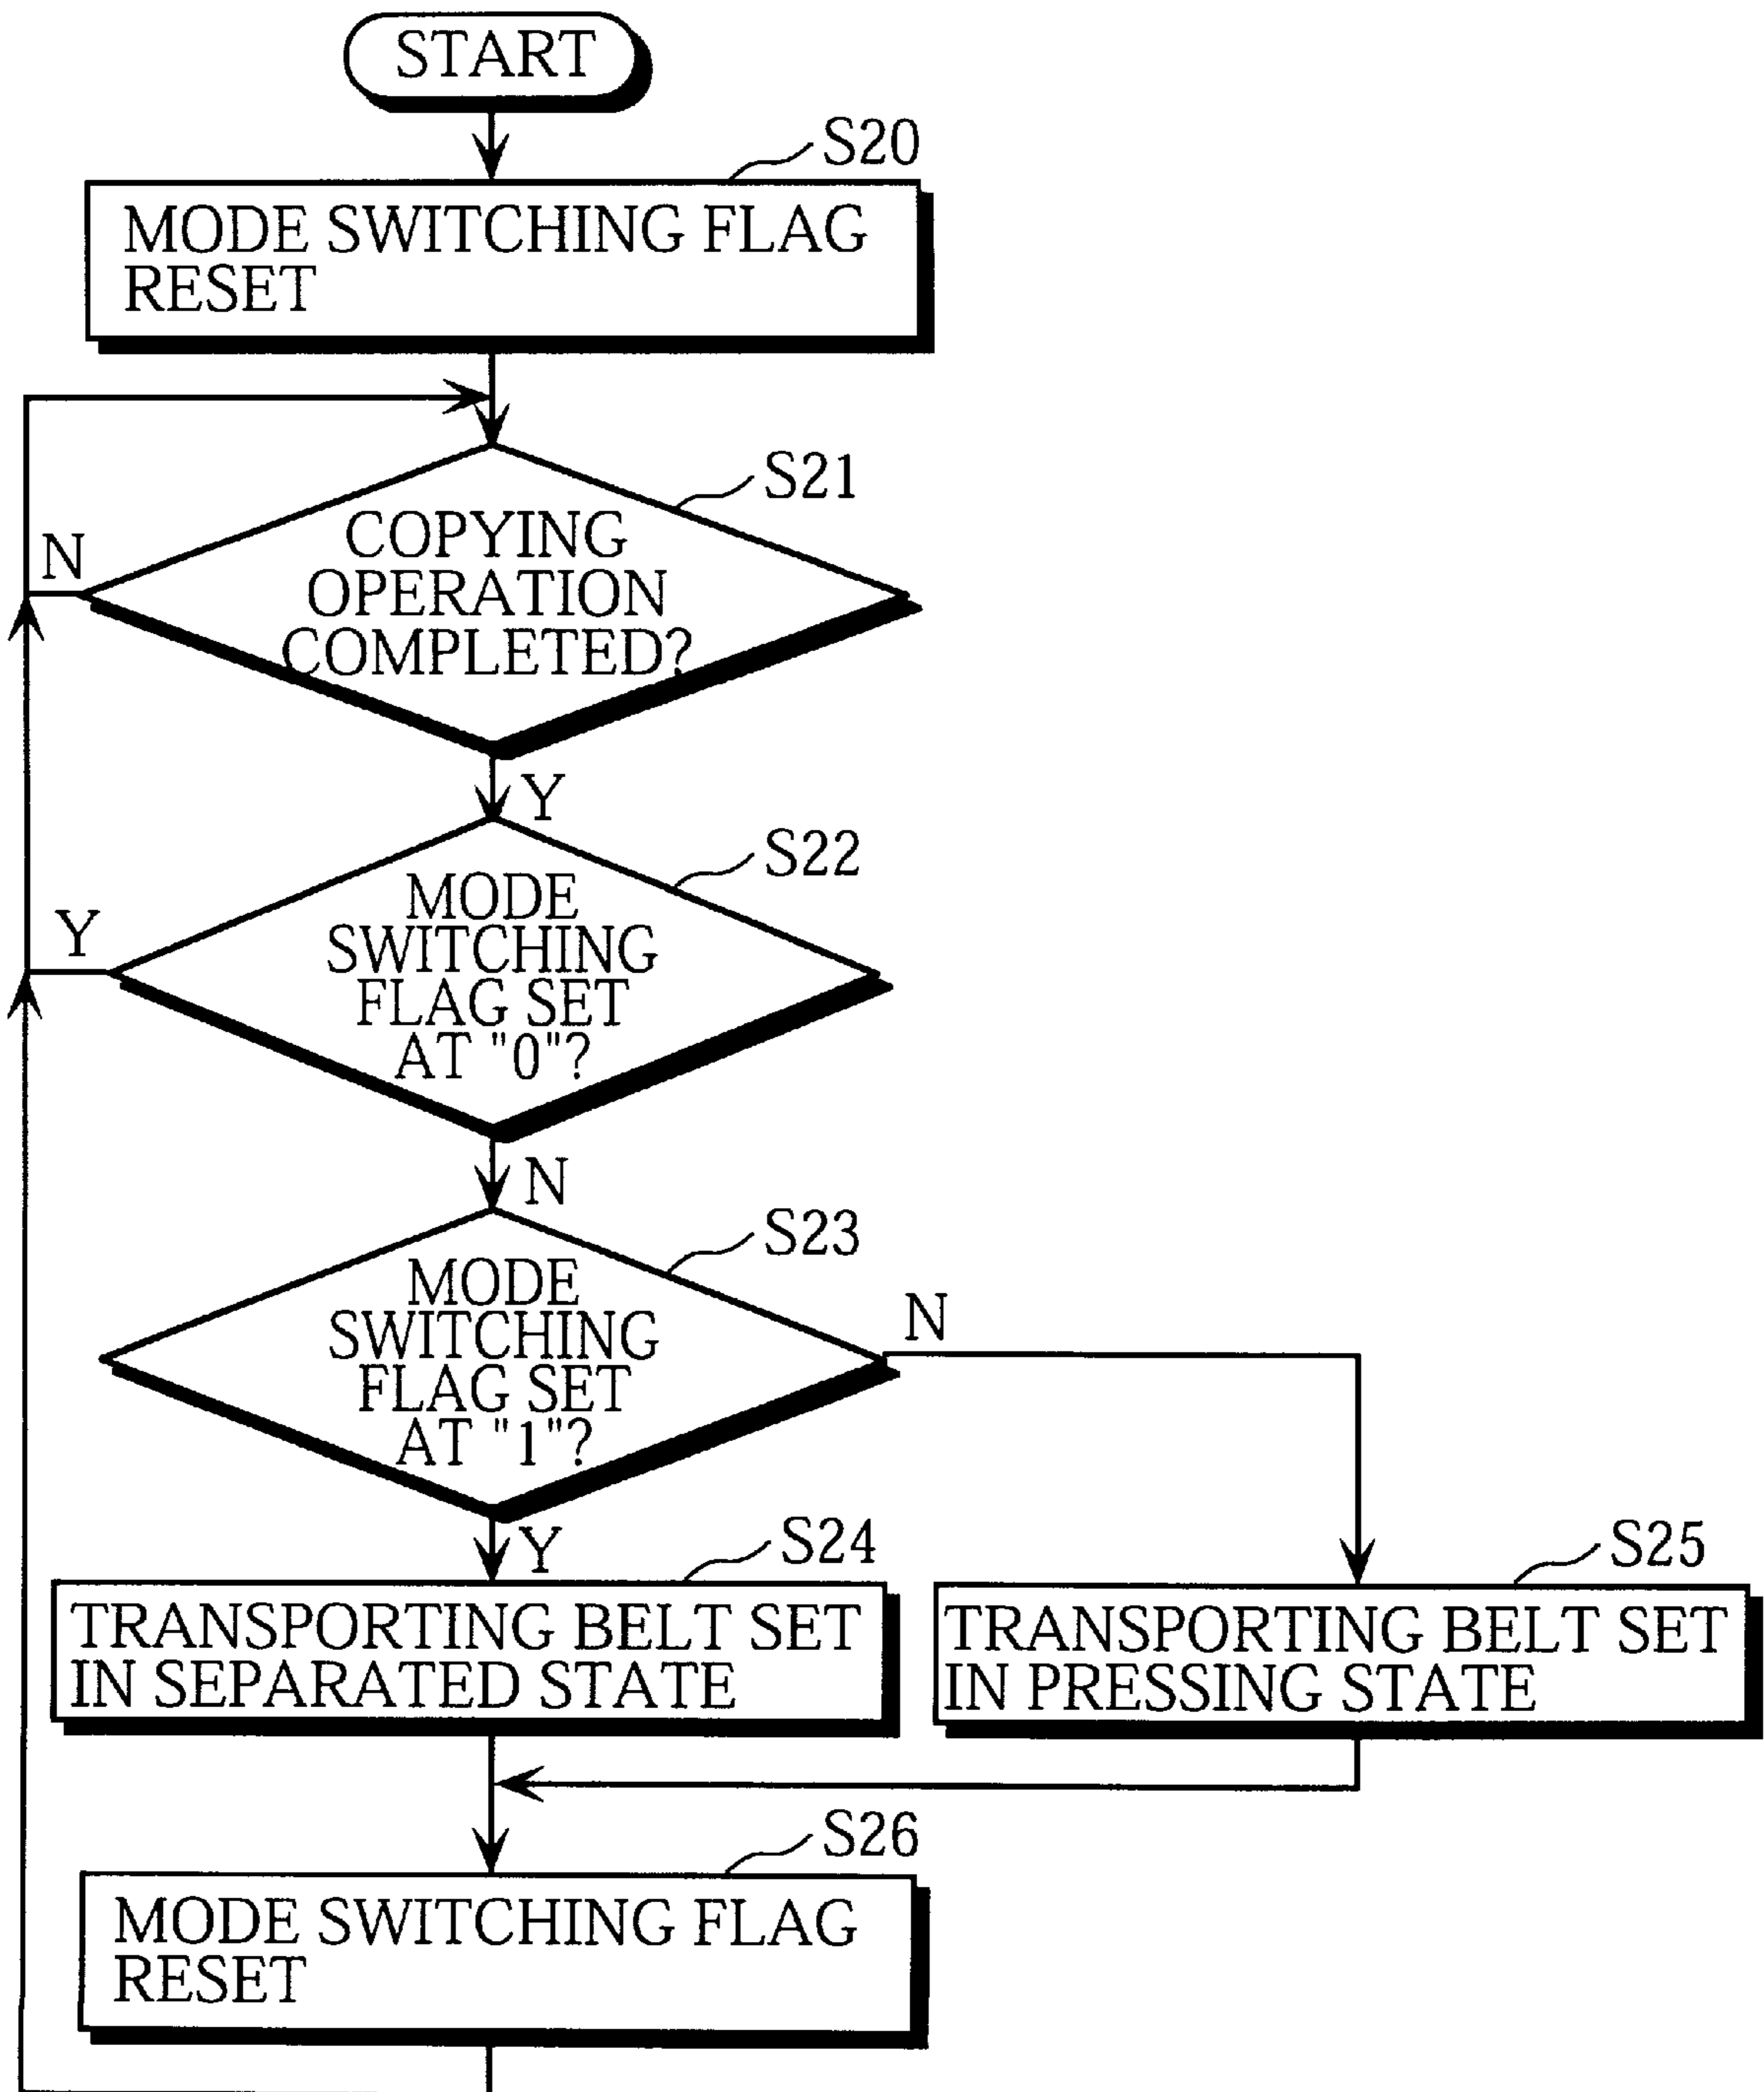 START
S20
MODE SWITCHING FLAG
RESET
S21
COPYING
OPERATION
COMPLETED?
N
Y
S22
MODE
SWITCHING
FLAG SET
AT "0"?
Y
N
S23
MODE
SWITCHING
FLAG SET
AT "1"?
N
Y
S24
TRANSPORTING BELT SET
IN SEPARATED STATE
S25
TRANSPORTING BELT SET
IN PRESSING STATE
S26
MODE SWITCHING FLAG
RESET